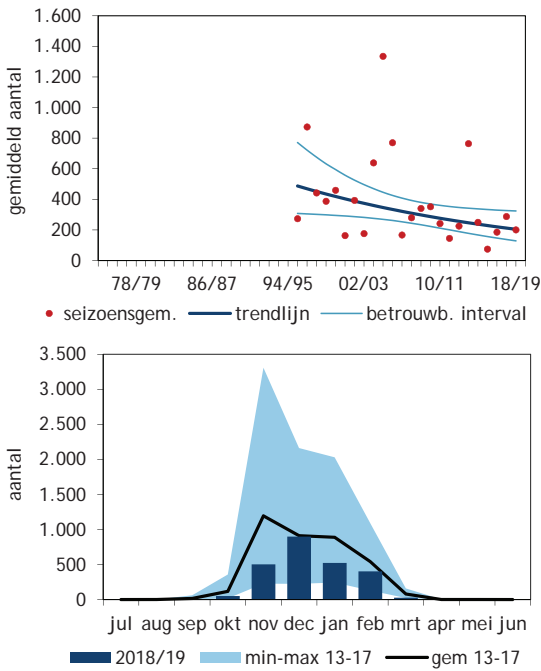 1.600
1.400
1.200
1.000
800
600
400
200
0
gemiddeld aantal
78/79 86/87 94/95 02/03 10/11 18/19
seizoensgem. trendlijn betrouwb. interval
3.500
3.000
2.500
2.000
1.500
1.000
500
0
aantal
jul aug sep okt nov dec jan feb mrt apr mei jun
2018/19 min-max 13-17 gem 13-17